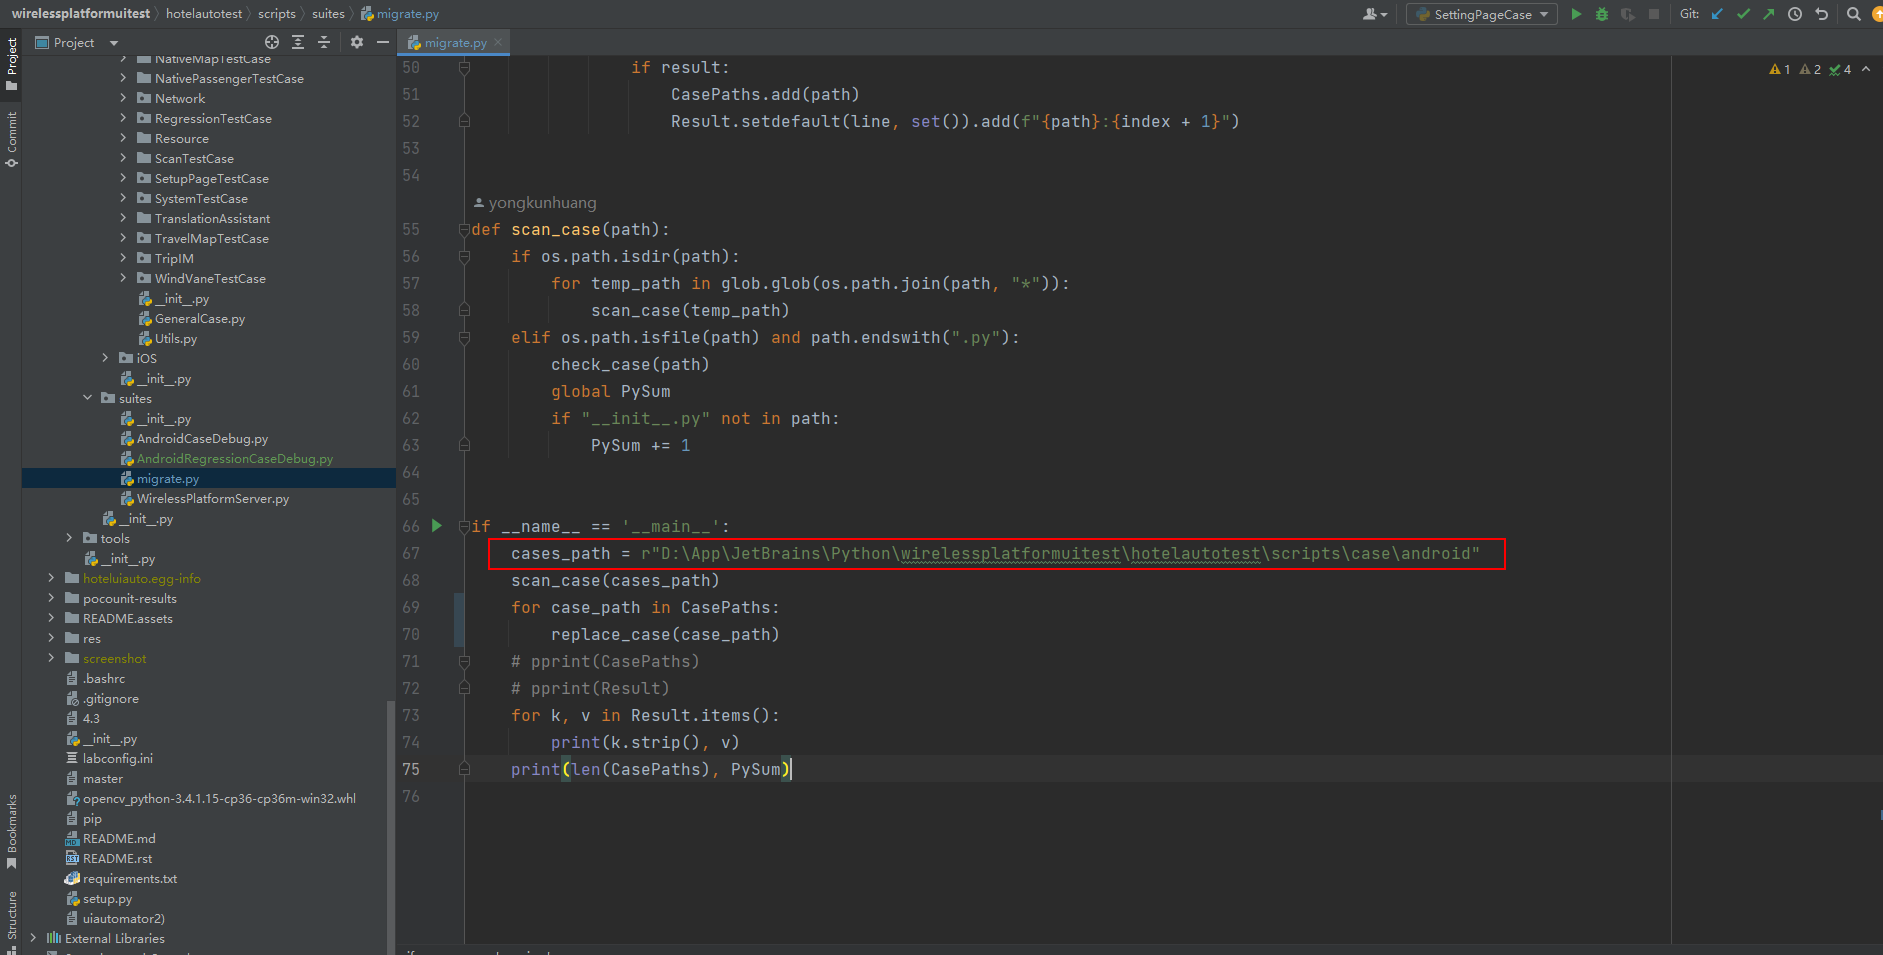 wirelessplatformuitest hotelautotest scripts suites migrate.py
SettingPageCase Git:
Project
migrate.py
Project
Commit
Bookmarks
Structure
NativeMapTestCase
NativePassengerTestCase
Network
RegressionTestCase
Resource
ScanTestCase
SetupPageTestCase
SystemTestCase
TranslationAssistant
TravelMapTestCase
TripIM
WindVaneTestCase
__init__.py
GeneralCase.py
Utils.py
iOS
__init__.py
suites
__init__.py
AndroidCaseDebug.py
AndroidRegressionCaseDebug.py
migrate.py
WirelessPlatformServer.py
__init__.py
tools
__init__.py
hoteluiauto.egg-info
pocounit-results
README.assets
res
screenshot
.bashrc
.gitignore
4.3
__init__.py
labconfig.ini
master
opencv_python-3.4.1.15-cp36-cp36m-win32.whl
pip
README.md
README.rst
requirements.txt
setup.py
uiautomator2)
External Libraries
1 2 4
50 if result:
51 CasePaths.add(path)
52 Result.setdefault(line, set()).add(f"{path}:{index + 1}")
53
54
yongkunhuang
55 def scan_case(path):
56 if os.path.isdir(path):
57 for temp_path in glob.glob(os.path.join(path, "*")):
58 scan_case(temp_path)
59 elif os.path.isfile(path) and path.endswith(".py"):
60 check_case(path)
61 global PySum
62 if "__init__.py" not in path:
63 PySum += 1
64
65
66 if __name__ == '__main__':
67 cases_path = r"D:\App\JetBrains\Python\wirelessplatformuitest\hotelautotest\scripts\case\android"
68 scan_case(cases_path)
69 for case_path in CasePaths:
70 replace_case(case_path)
71 # pprint(CasePaths)
72 # pprint(Result)
73 for k, v in Result.items():
74 print(k.strip(), v)
75 print(len(CasePaths), PySum)
76